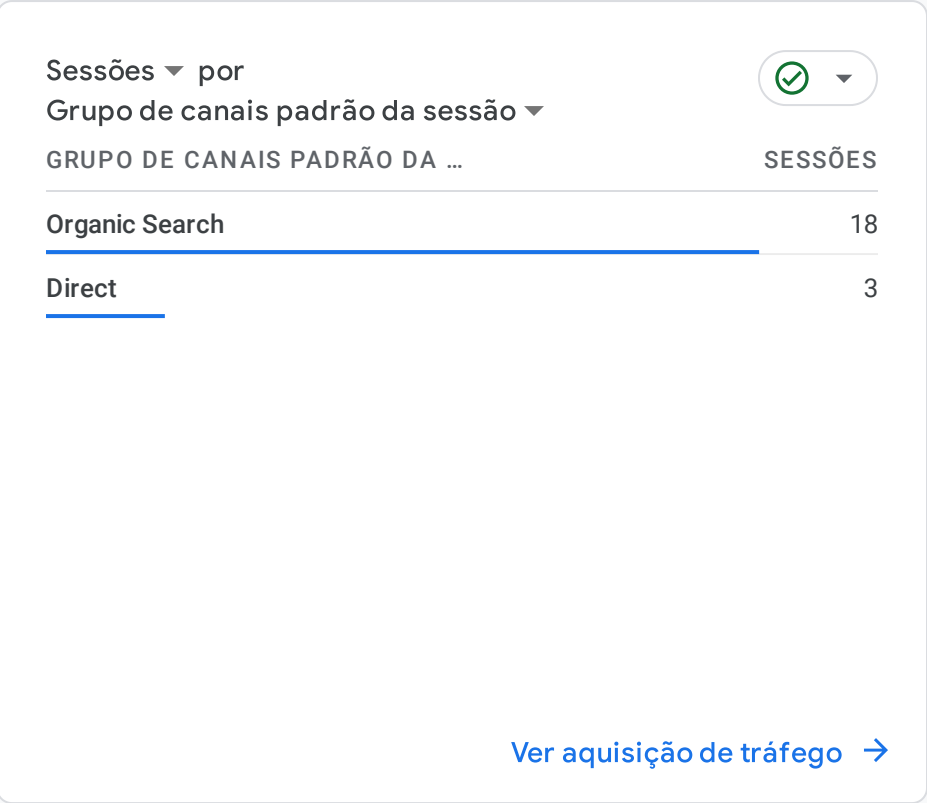 Sessões por
Grupo de canais padrão da sessão
GRUPO DE CANAIS PADRÃO DA … SESSÕES
Organic Search 18
Direct 3
Ver aquisição de tráfego